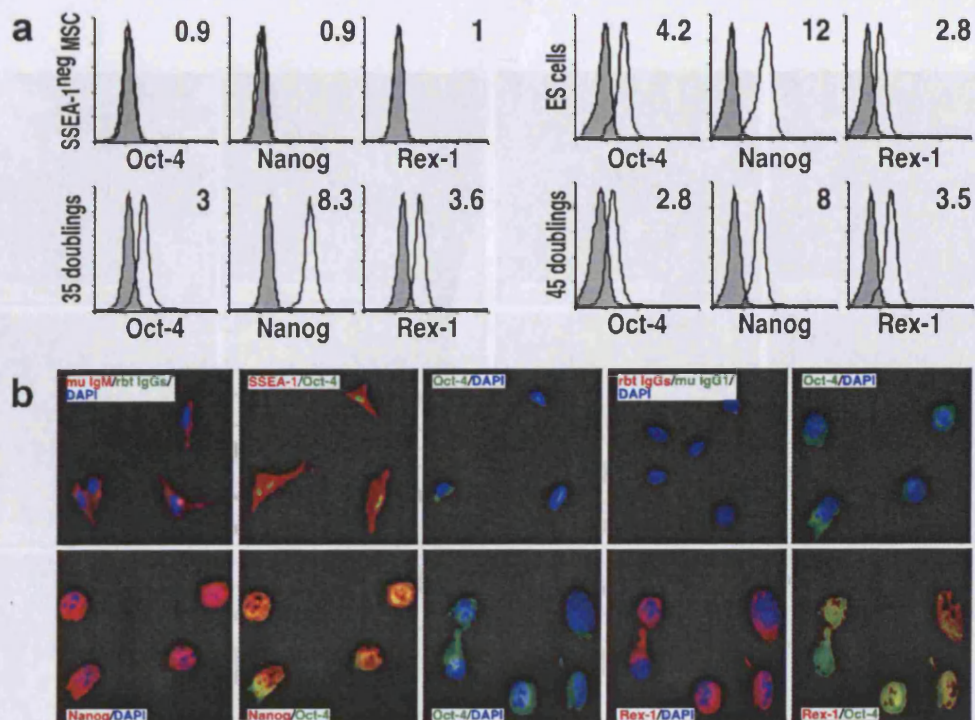 a
SSEA-1neg MSC
0.9
0.9
1
Oct-4
Nanog
Rex-1
ES cells
4.2
12
2.8
Oct-4
Nanog
Rex-1
35 doublings
3
8.3
3.6
Oct-4
Nanog
Rex-1
45 doublings
2.8
8
3.5
Oct-4
Nanog
Rex-1
b
mu IgM/rbt IgGs/
DAPI
SSEA-1/Oct-4
Oct-4/DAPI
rbt IgGs/mu IgG1/
DAPI
Oct-4/DAPI
Nanog/DAPI
Nanog/Oct-4
Oct-4/DAPI
Rex-1/DAPI
Rex-1/Oct-4